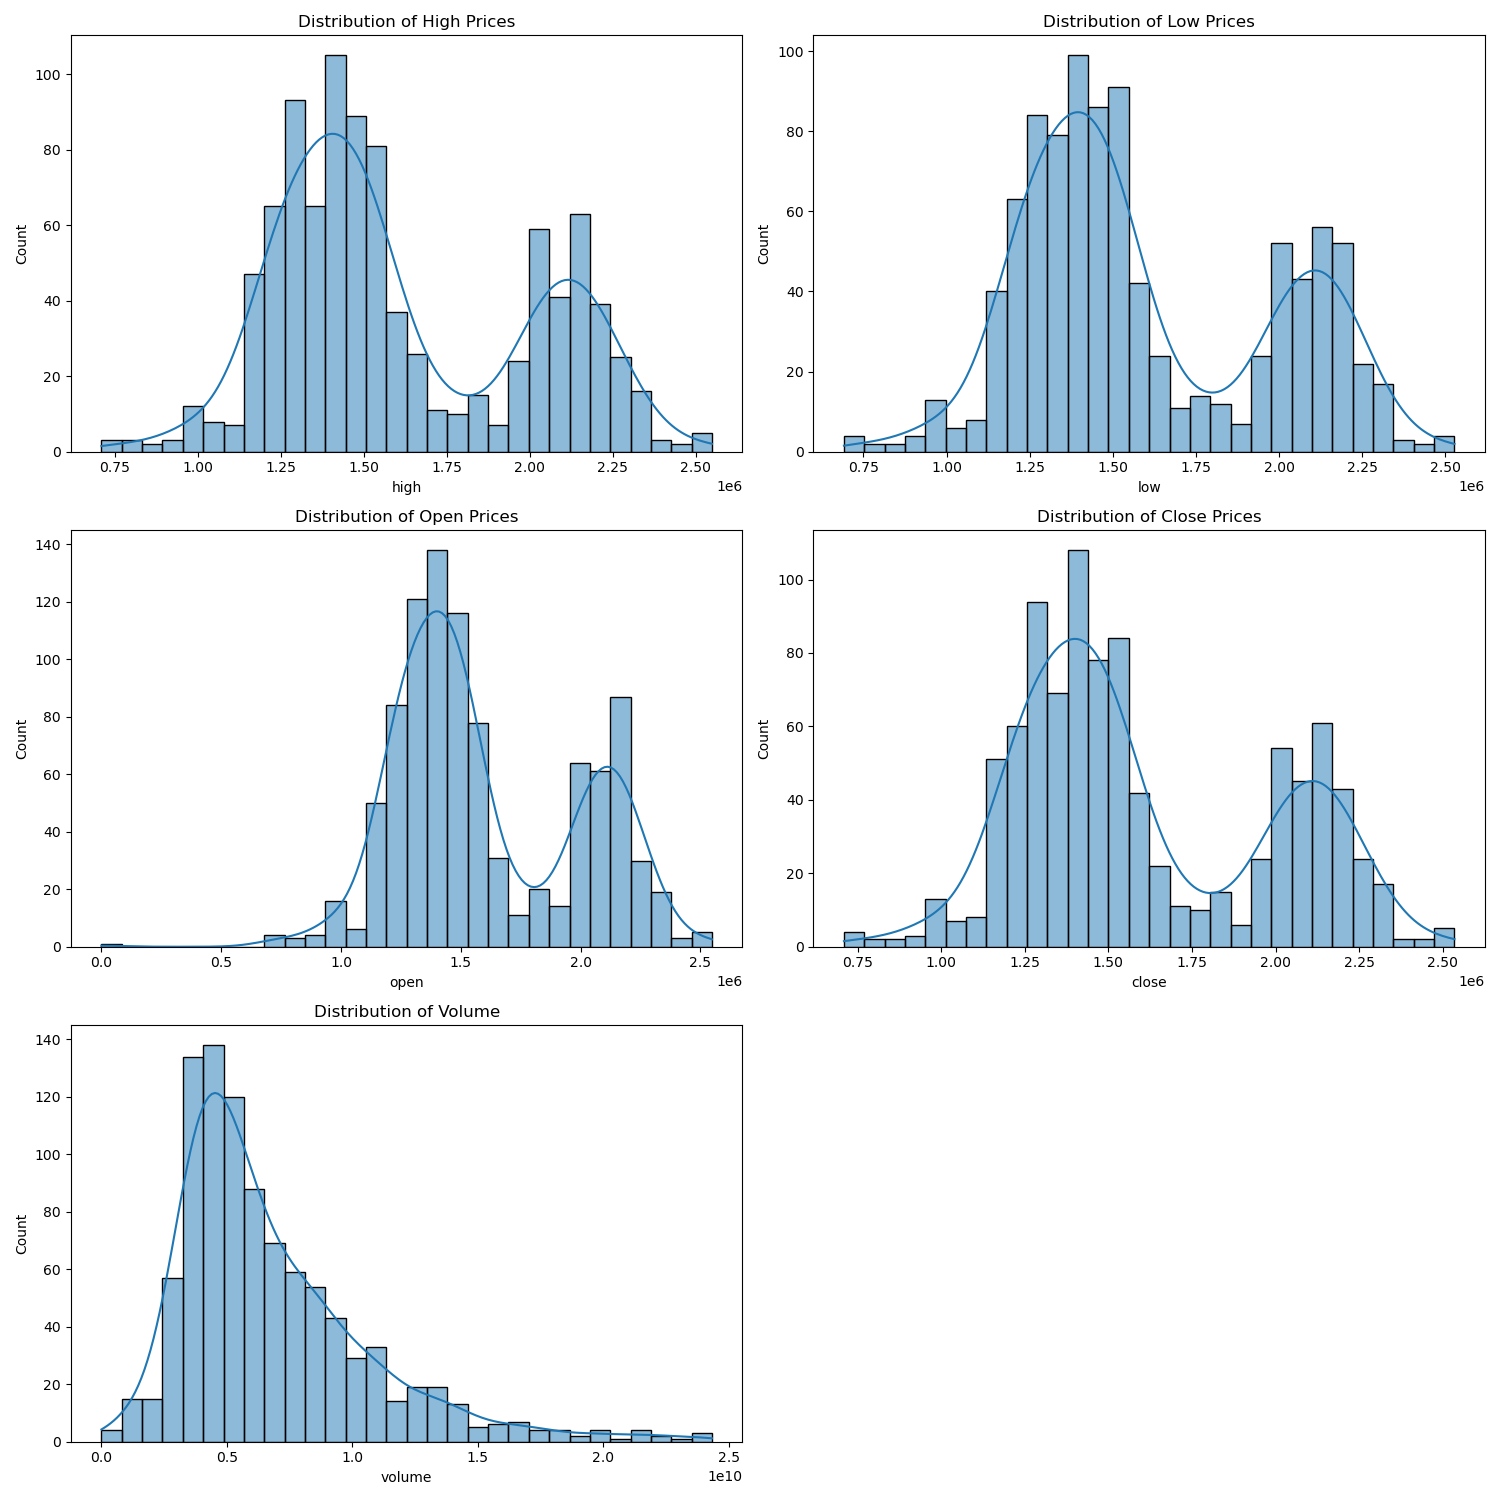 Distribution of High Prices
Count
100
80
60
40
20
0
0.75 1.00 1.25 1.50 1.75 2.00 2.25 2.50
1e6
high
Distribution of Low Prices
Count
100
80
60
40
20
0
0.75 1.00 1.25 1.50 1.75 2.00 2.25 2.50
1e6
low
Distribution of Open Prices
Count
140
120
100
80
60
40
20
0
0.0 0.5 1.0 1.5 2.0 2.5
1e6
open
Distribution of Close Prices
Count
100
80
60
40
20
0
0.75 1.00 1.25 1.50 1.75 2.00 2.25 2.50
1e6
close
Distribution of Volume
Count
140
120
100
80
60
40
20
0
0.0 0.5 1.0 1.5 2.0 2.5
1e10
volume